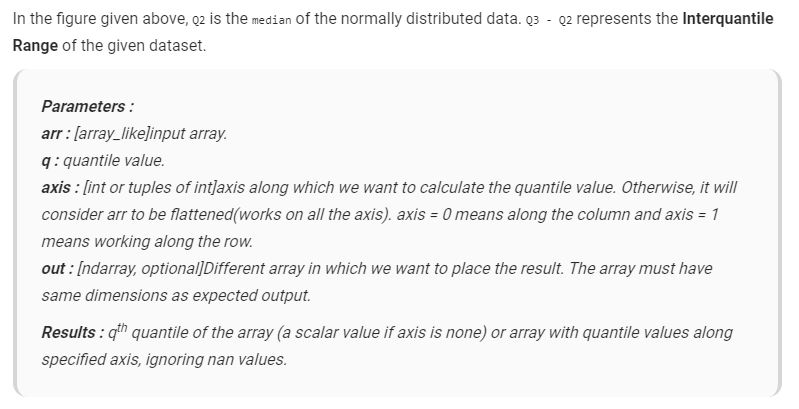 In the figure given above, Q2 is the median of the normally distributed data. Q3 - Q2 represents the Interquantile
Range of the given dataset.
Parameters :
arr : [array_like]input array.
q : quantile value.
axis : [int or tuples of int]axis along which we want to calculate the quantile value. Otherwise, it will
consider arr to be flattened(works on all the axis). axis = 0 means along the column and axis = 1
means working along the row.
out : [ndarray, optional]Different array in which we want to place the result. The array must have
same dimensions as expected output.
Results : qth quantile of the array (a scalar value if axis is none) or array with quantile values along
specified axis, ignoring nan values.